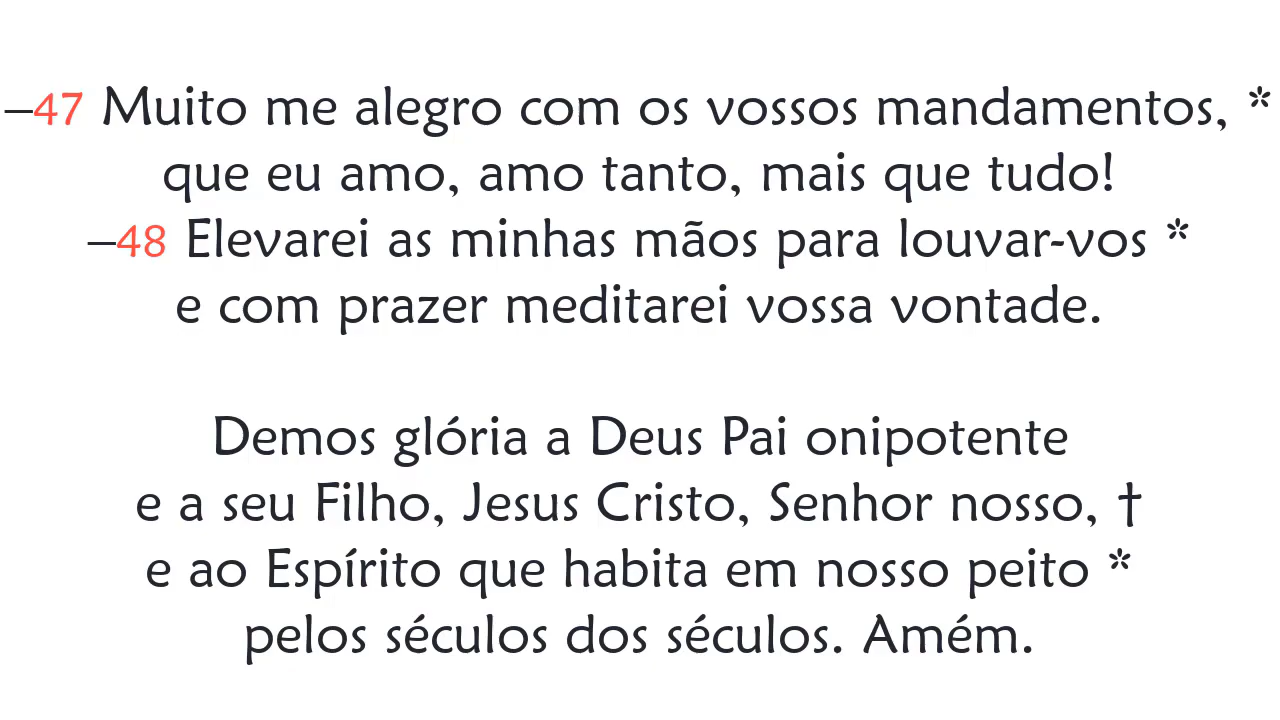 –47 Muito me alegro com os vossos mandamentos, *
que eu amo, amo tanto, mais que tudo!
–48 Elevarei as minhas mãos para louvar-vos *
e com prazer meditarei vossa vontade.
Demos glória a Deus Pai onipotente
e a seu Filho, Jesus Cristo, Senhor nosso, †
e ao Espírito que habita em nosso peito *
pelos séculos dos séculos. Amém.